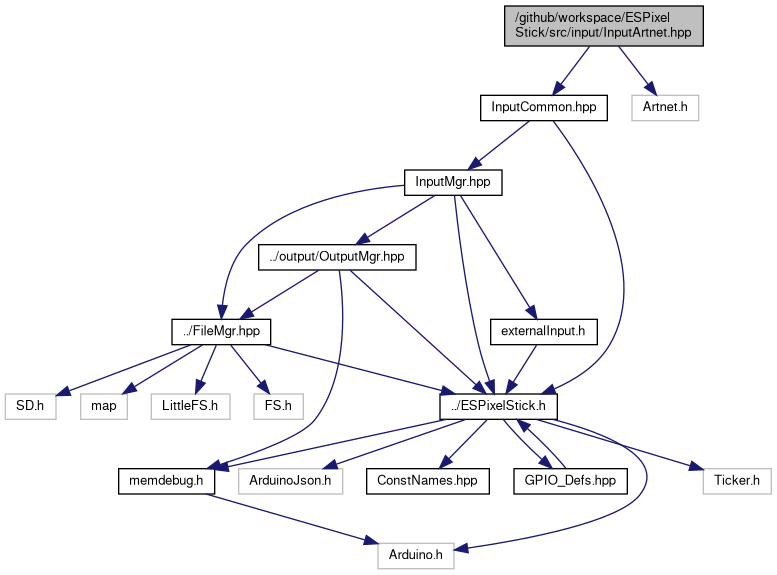 /github/workspace/ESPixel
Stick/src/input/InputArtnet.hpp
InputCommon.hpp
Artnet.h
InputMgr.hpp
../output/OutputMgr.hpp
../FileMgr.hpp
externalInput.h
SD.h
map
LittleFS.h
FS.h
../ESPixelStick.h
memdebug.h
ArduinoJson.h
ConstNames.hpp
GPIO_Defs.hpp
Ticker.h
Arduino.h